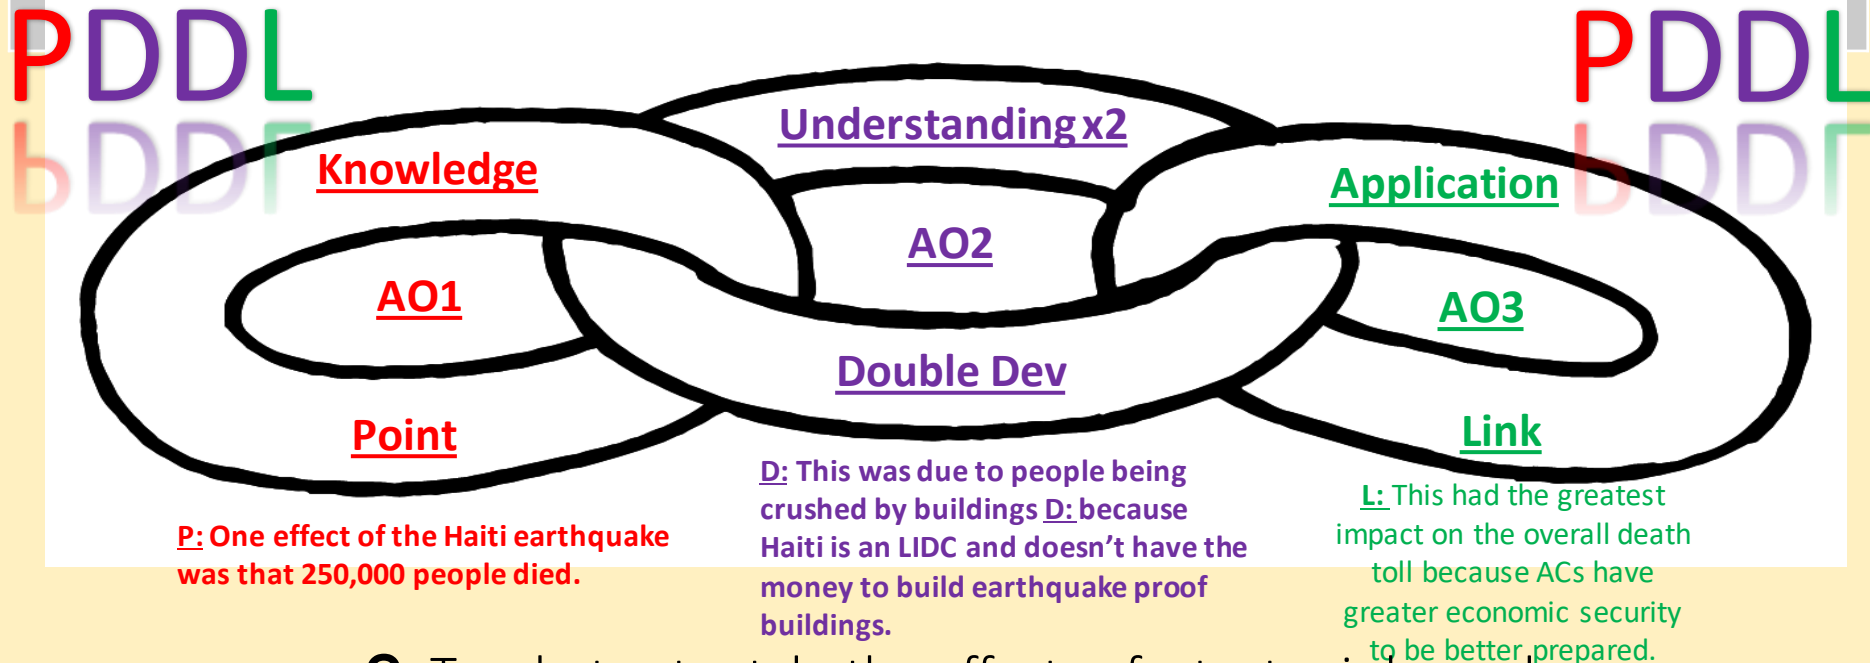 PDDL
PDDL
Understanding x2
Knowledge
Application
AO2
AO1
AO3
Double Dev
Point
Link
P: One effect of the Haiti earthquake
was that 250,000 people died.
D: This was due to people being
crushed by buildings D: because
Haiti is an LIDC and doesn't have the
money to build earthquake proof
buildings.
L: This had the greatest
impact on the overall death
toll because ACs have
greater economic security
to be better prepared.